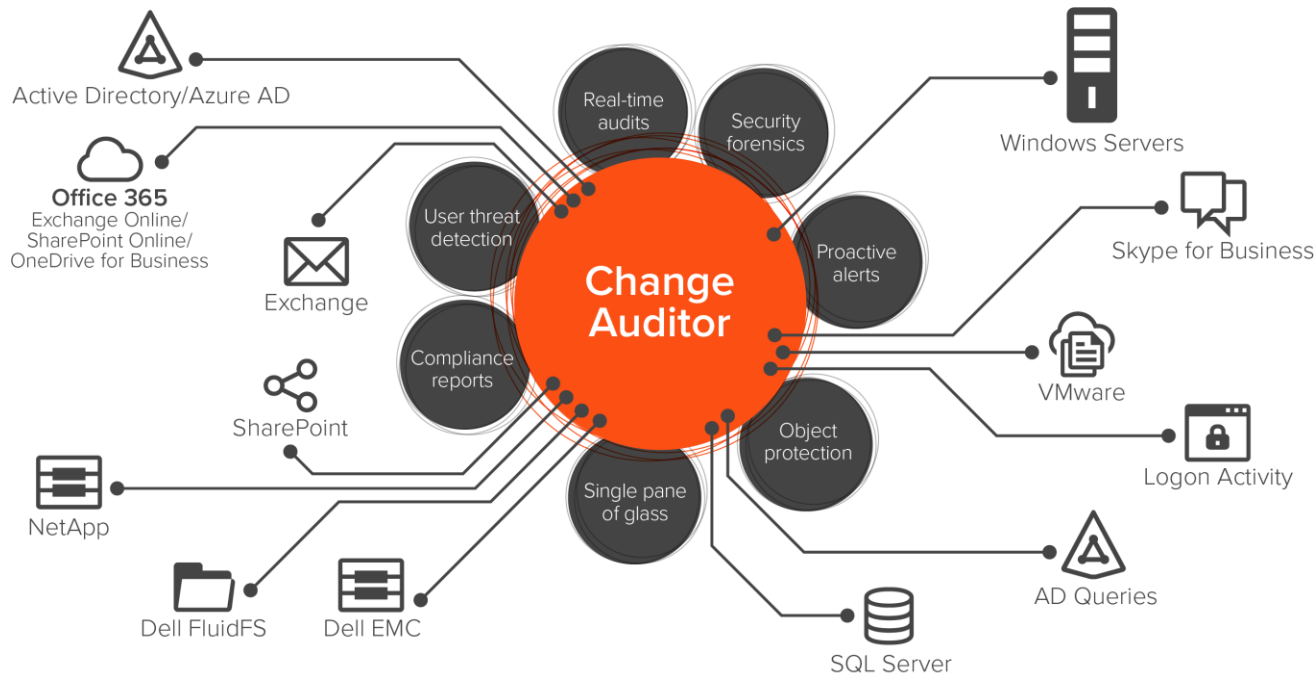 Active Directory/Azure AD
Office 365
Exchange Online/
SharePoint Online/
OneDrive for Business
Exchange
SharePoint
NetApp
Dell FluidFS
Dell EMC
Real-time
audits
Security
forensics
User threat
detection
Proactive
alerts
Change
Auditor
Compliance
reports
Object
protection
Single pane
of glass
Windows Servers
Skype for Business
VMware
Logon Activity
AD Queries
SQL Server